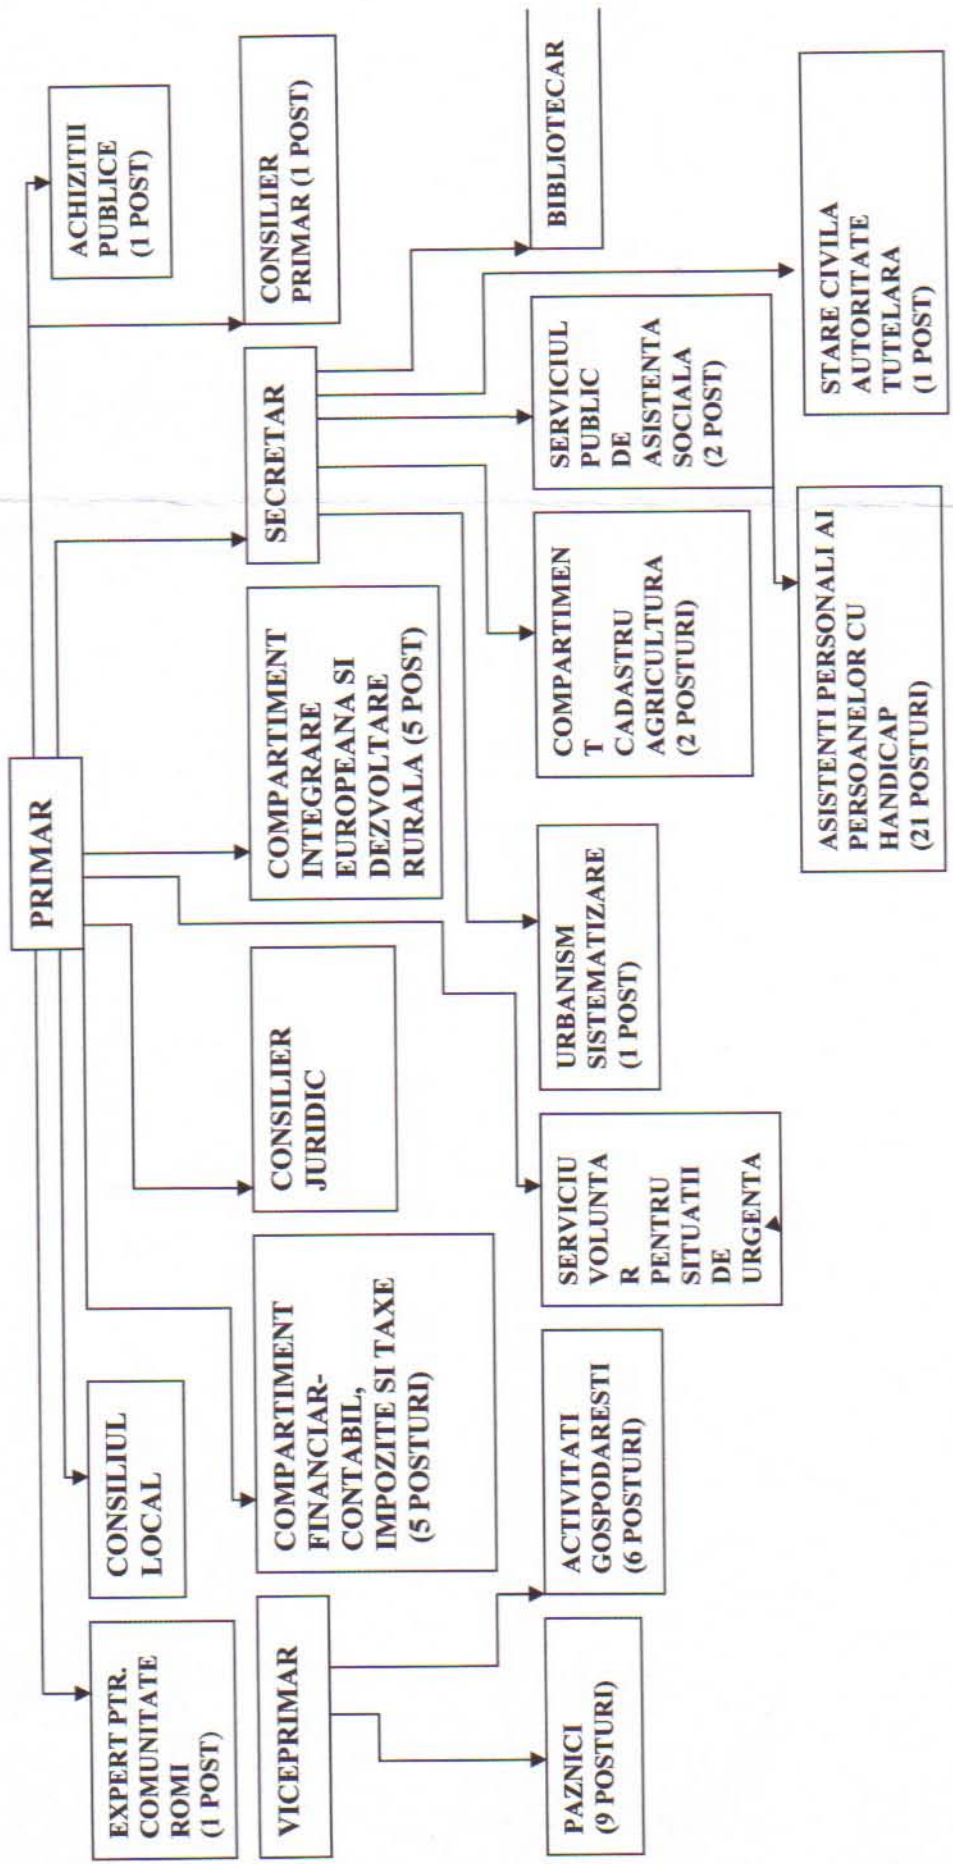 PRIMAR
EXPERT PTR.
COMUNITATE
ROMI
(1 POST)
CONSILIUL
LOCAL
ACHIZITII
PUBLICE
(1 POST)
VICEPRIMAR
COMPARTIMENT
FINANCIAR-
CONTABIL,
IMPOZITE SI TAXE
(5 POSTURI)
CONSILIER
JURIDIC
COMPARTIMENT
INTEGRARE
EUROPEANA SI
DEZVOLTARE
RURALA (5 POST)
SECRETAR
CONSILIER
PRIMAR (1 POST)
PAZNICI
(9 POSTURI)
ACTIVITATI
GOSPODARESTI
(6 POSTURI)
SERVICIU
VOLUNTA
R
PENTRU
SITUATII
DE
URGENTA
URBANISM
SISTEMATIZARE
(1 POST)
COMPARTIMEN
T
CADASTRU
AGRICULTURA
(2 POSTURI)
SERVICIUL
PUBLIC
DE
ASISTENTA
SOCIALA
(2 POST)
BIBLIOTECAR
ASISTENTI PERSONALI AI
PERSOANELOR CU
HANDICAP
(21 POSTURI)
STARE CIVILA
AUTORITATE
TUTELARA
(1 POST)